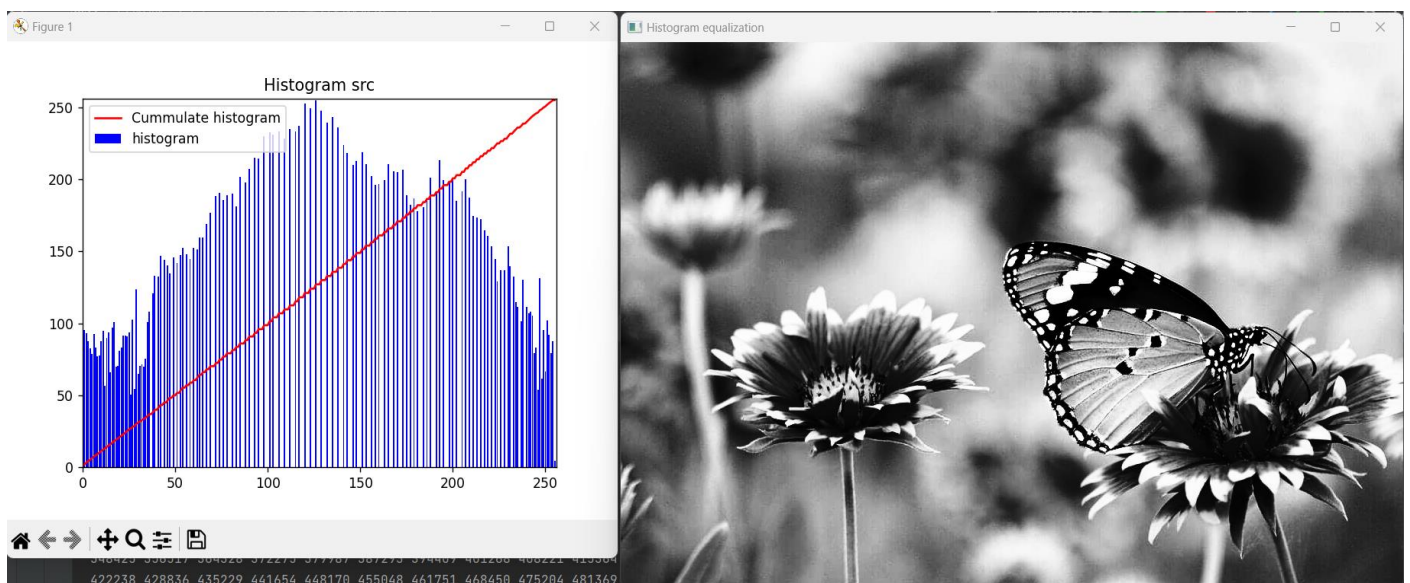 Figure 1
Histogram equalization
Histogram src
Cummulate histogram
histogram
250
200
150
100
50
0
0 50 100 150 200 250
422238 428836 435229 441654 448170 455048 461751 468450 475204 481369